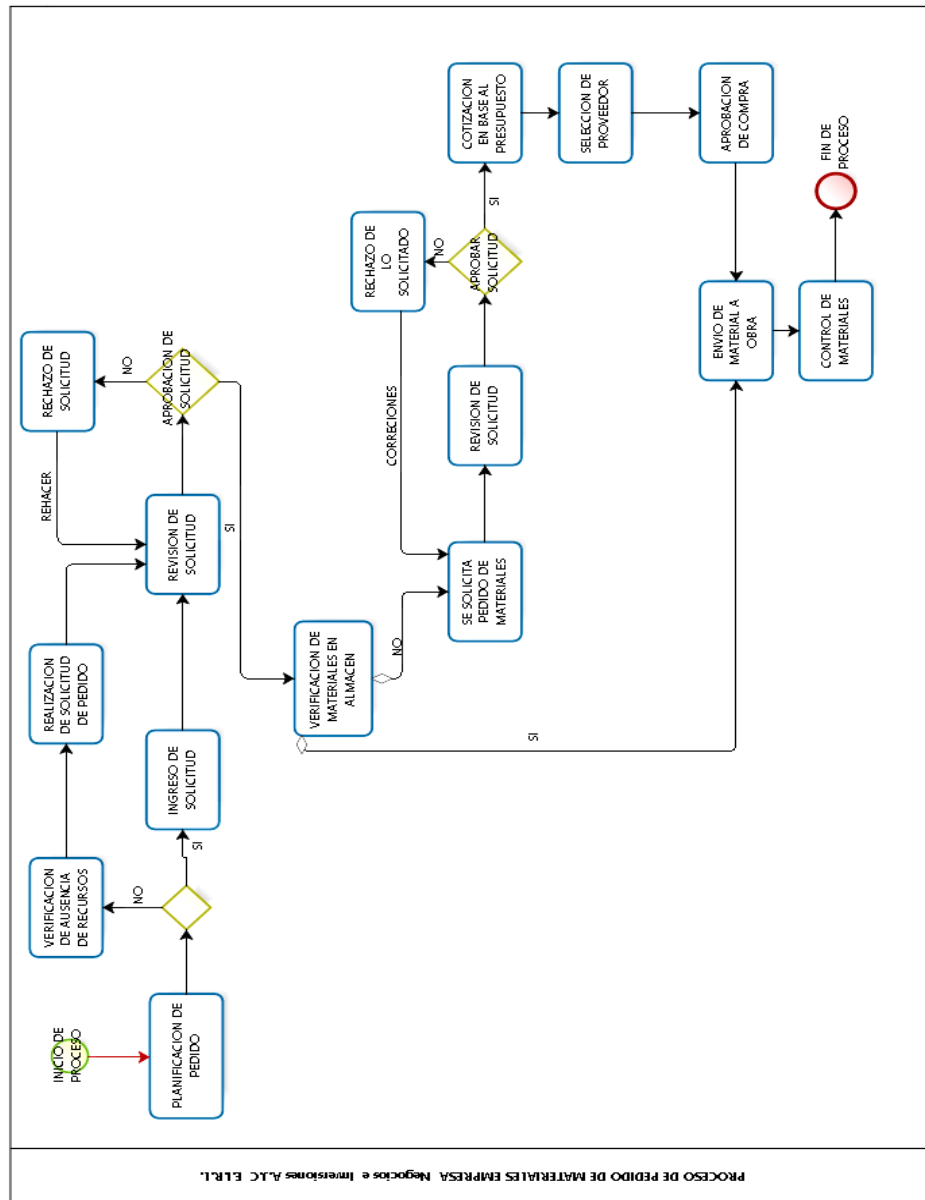 PROCESO DE PEDIDO DE MATERIALES EMPRESA Negocios e Inversiones A.J.C E.I.R.L.
INICIO DE
PROCESO
PLANIFICACION DE
PEDIDO
NO
SI
VERIFICACION
DE AUSENCIA
DE RECURSOS
REALIZACION
DE SOLICITUD
DE PEDIDO
INGRESO DE
SOLICITUD
REVISION DE
SOLICITUD
REHACER
RECHAZO DE
SOLICITUD
NO
APROBACION DE
SOLICITUD
SI
VERIFICACION DE
MATERIALES EN
ALMACEN
NO
SI
SE SOLICITA
PEDIDO DE
MATERIALES
CORRECIONES
REVISION DE
SOLICITUD
RECHAZO DE
LO
SOLICITADO
NO
APROBAR
SOLICITUD
SI
COTIZACION
EN BASE AL
PRESUPUESTO
SELECCION DE
PROVEEDOR
APROBACION
DE COMPRA
ENVIO DE
MATERIAL A
OBRA
CONTROL DE
MATERIALES
FIN DE
PROCESO